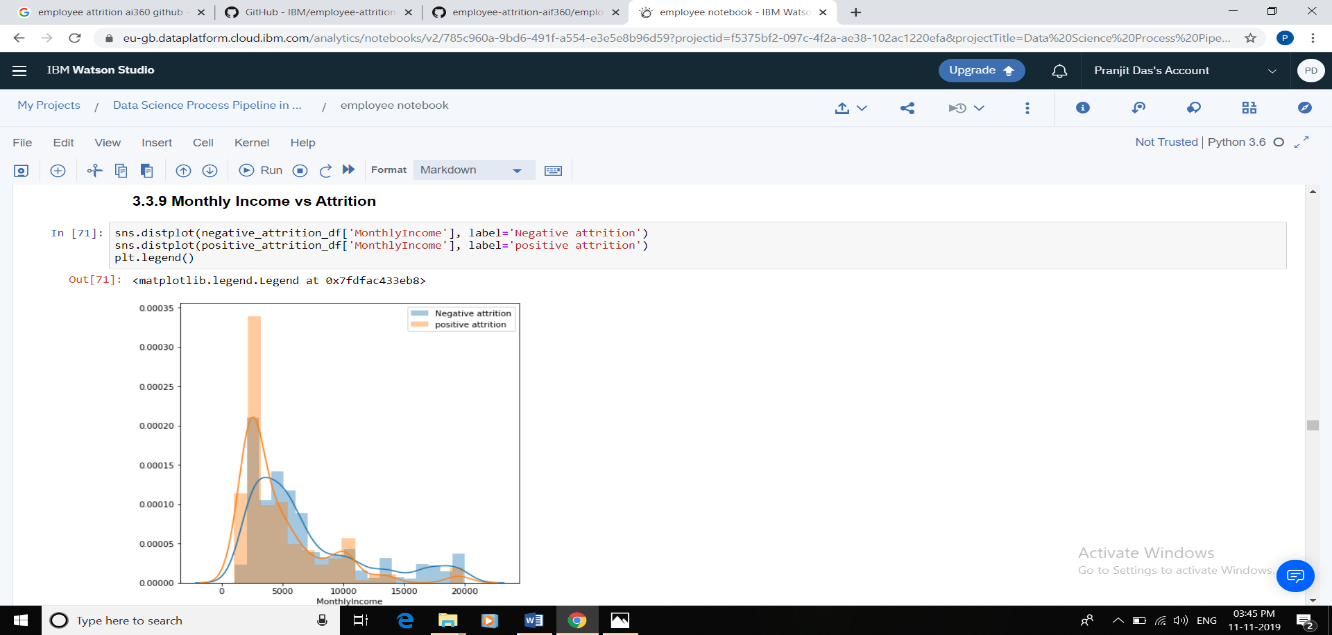 employee attrition ai360 github -
GitHub - IBM/employee-attrition
employee-attrition-aif360/emplo
employee notebook - IBM Watso
eu-gb.dataplatform.cloud.ibm.com/analytics/notebooks/v2/785c960a-9bd6-491f-a554-e3e5e8b96d59?projectid=f5375bf2-097c-4f2a-ae38-102ac1220efa&projectTitle=Data%20Science%20Process%20Pipe...
P
IBM Watson Studio
Upgrade
Pranjit Das's Account
PD
My Projects / Data Science Process Pipeline in ... / employee notebook
File Edit View Insert Cell Kernel Help
Not Trusted | Python 3.6
Run
Format
Markdown
3.3.9 Monthly Income vs Attrition
In [71]: sns.distplot(negative_attrition_df['MonthlyIncome'], label='Negative attrition')
sns.distplot(positive_attrition_df['MonthlyIncome'], label='positive attrition')
plt.legend()
Out[71]: <matplotlib.legend.Legend at 0x7fdfac433eb8>
0.00035
Negative attrition
positive attrition
0.00030
0.00025
0.00020
0.00015
0.00010
0.00005
0.00000
0 5000 10000 15000 20000
MonthlyIncome
Activate Windows
Go to Settings to activate Windows.
Type here to search
ENG
03:45 PM
11-11-2019
2